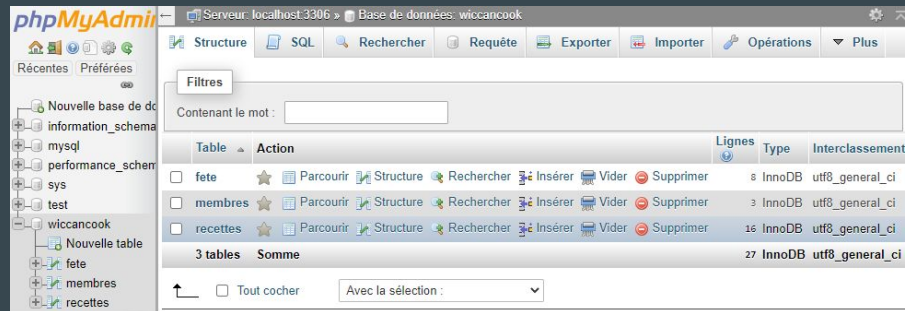 phpMyAdmin
Récentes Préférées
Nouvelle base de do
information_schema
mysql
performance_schem
sys
test
wiccancook
Nouvelle table
fete
membres
recettes
Serveur: localhost:3306 » Base de données: wiccancook
Structure SQL Rechercher Requête Exporter Importer Opérations Plus
Filtres
Contenant le mot :
Table Action Lignes Type Interclassement
fete Parcourir Structure Rechercher Insérer Vider Supprimer 8 InnoDB utf8_general_ci
membres Parcourir Structure Rechercher Insérer Vider Supprimer 3 InnoDB utf8_general_ci
recettes Parcourir Structure Rechercher Insérer Vider Supprimer 16 InnoDB utf8_general_ci
3 tables Somme 27 InnoDB utf8_general_ci
Tout cocher Avec la sélection :